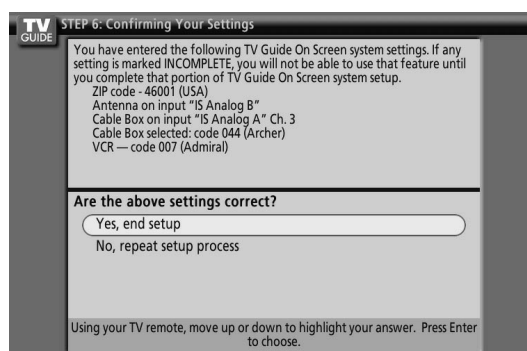 TV
GUIDE
STEP 6: Confirming Your Settings
You have entered the following TV Guide On Screen system settings. If any
setting is marked INCOMPLETE, you will not be able to use that feature until
you complete that portion of TV Guide On Screen system setup.
ZIP code - 46001 (USA)
Antenna on input “IS Analog B”
Cable Box on input “IS Analog A” Ch. 3
Cable Box selected: code 044 (Archer)
VCR — code 007 (Admiral)
Are the above settings correct?
Yes, end setup
No, repeat setup process
Using your TV remote, move up or down to highlight your answer. Press Enter
to choose.